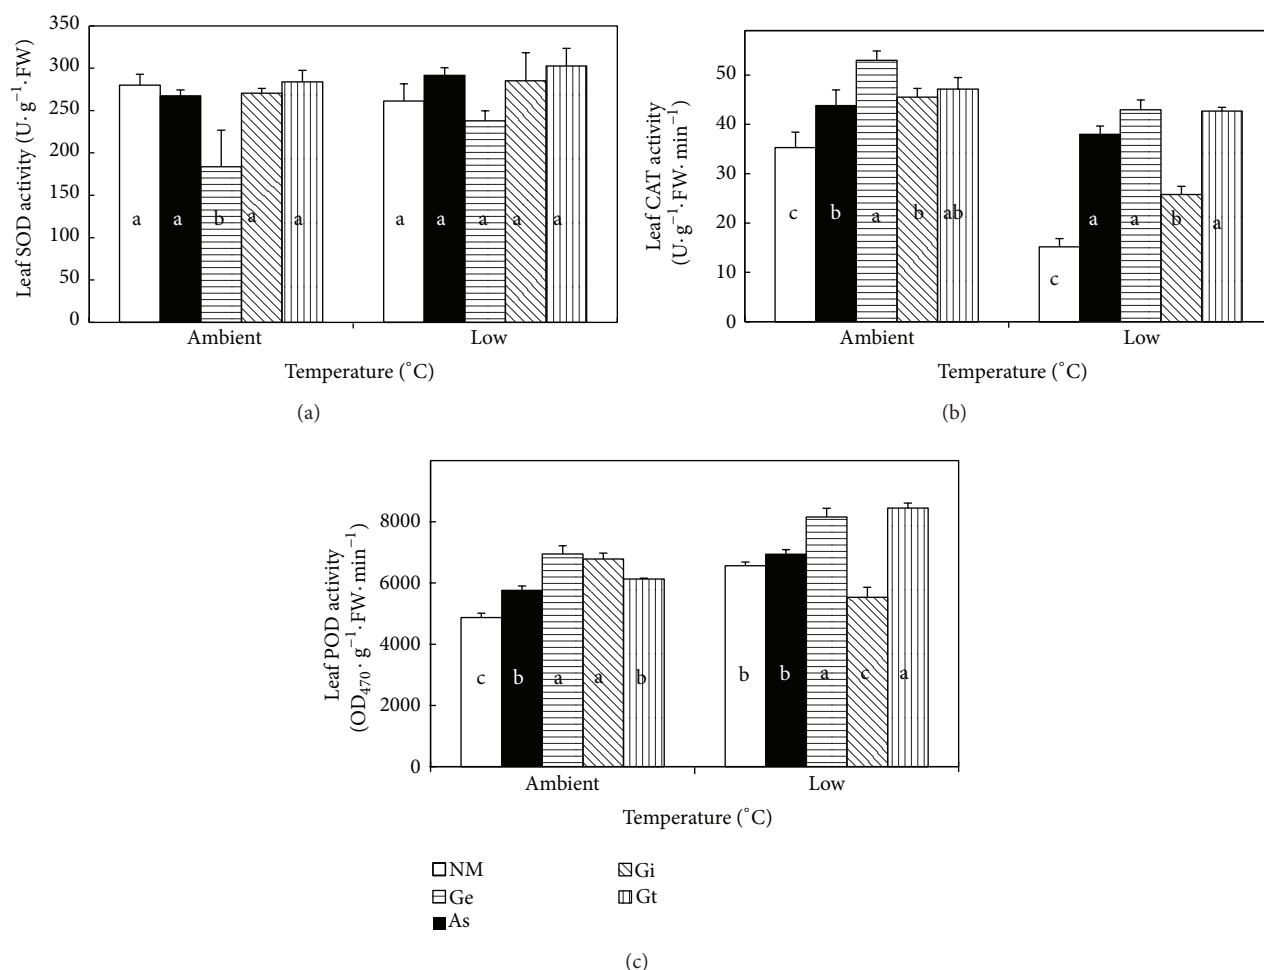 350
300
250
200
150
100
50
0
Leaf SOD activity (U·g⁻¹·FW)
a a b a a a a a a a
Ambient Low
Temperature (°C)
(a)
50
40
30
20
10
0
Leaf CAT activity
(U·g⁻¹·FW·min⁻¹)
c b a b ab c a a b a
Ambient Low
Temperature (°C)
(b)
8000
6000
4000
2000
0
Leaf POD activity
(OD₄₇₀·g⁻¹·FW·min⁻¹)
c b a a b b b a c a
Ambient Low
Temperature (°C)
NM Gi
Ge Gt
As
(c)